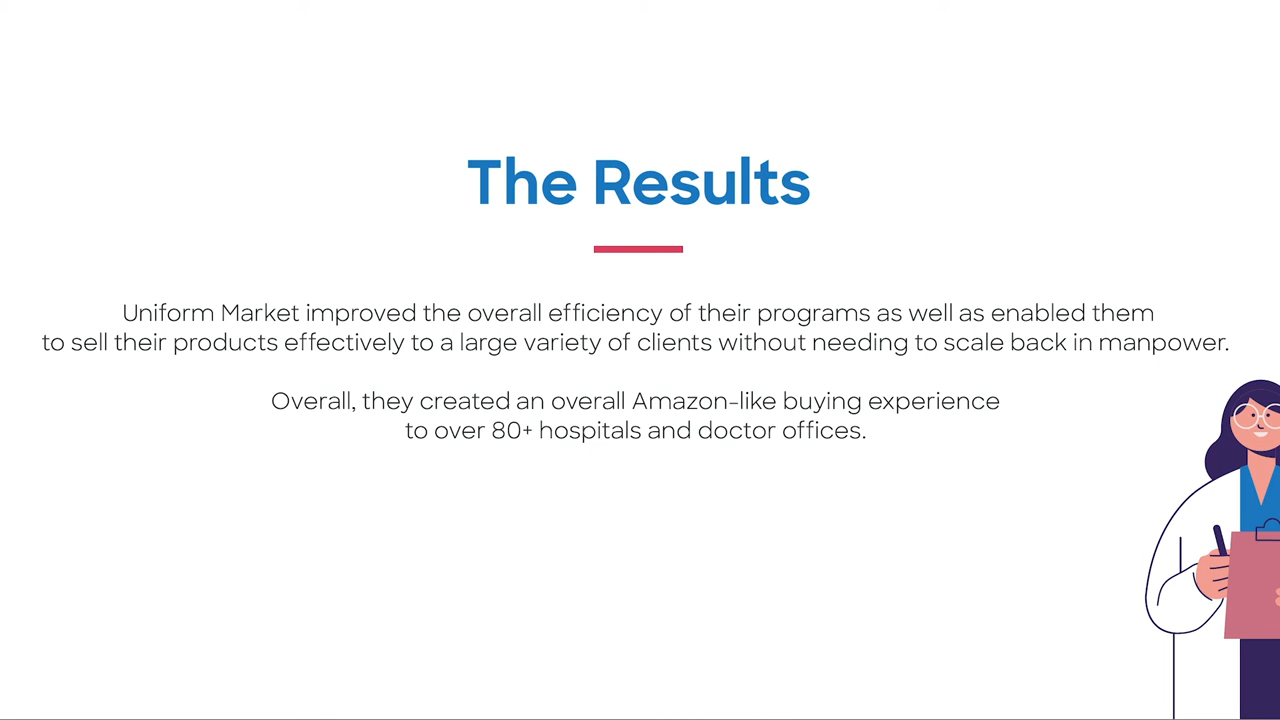 The Results
Uniform Market improved the overall efficiency of their programs as well as enabled them
to sell their products effectively to a large variety of clients without needing to scale back in manpower.
Overall, they created an overall Amazon-like buying experience
to over 80+ hospitals and doctor offices.